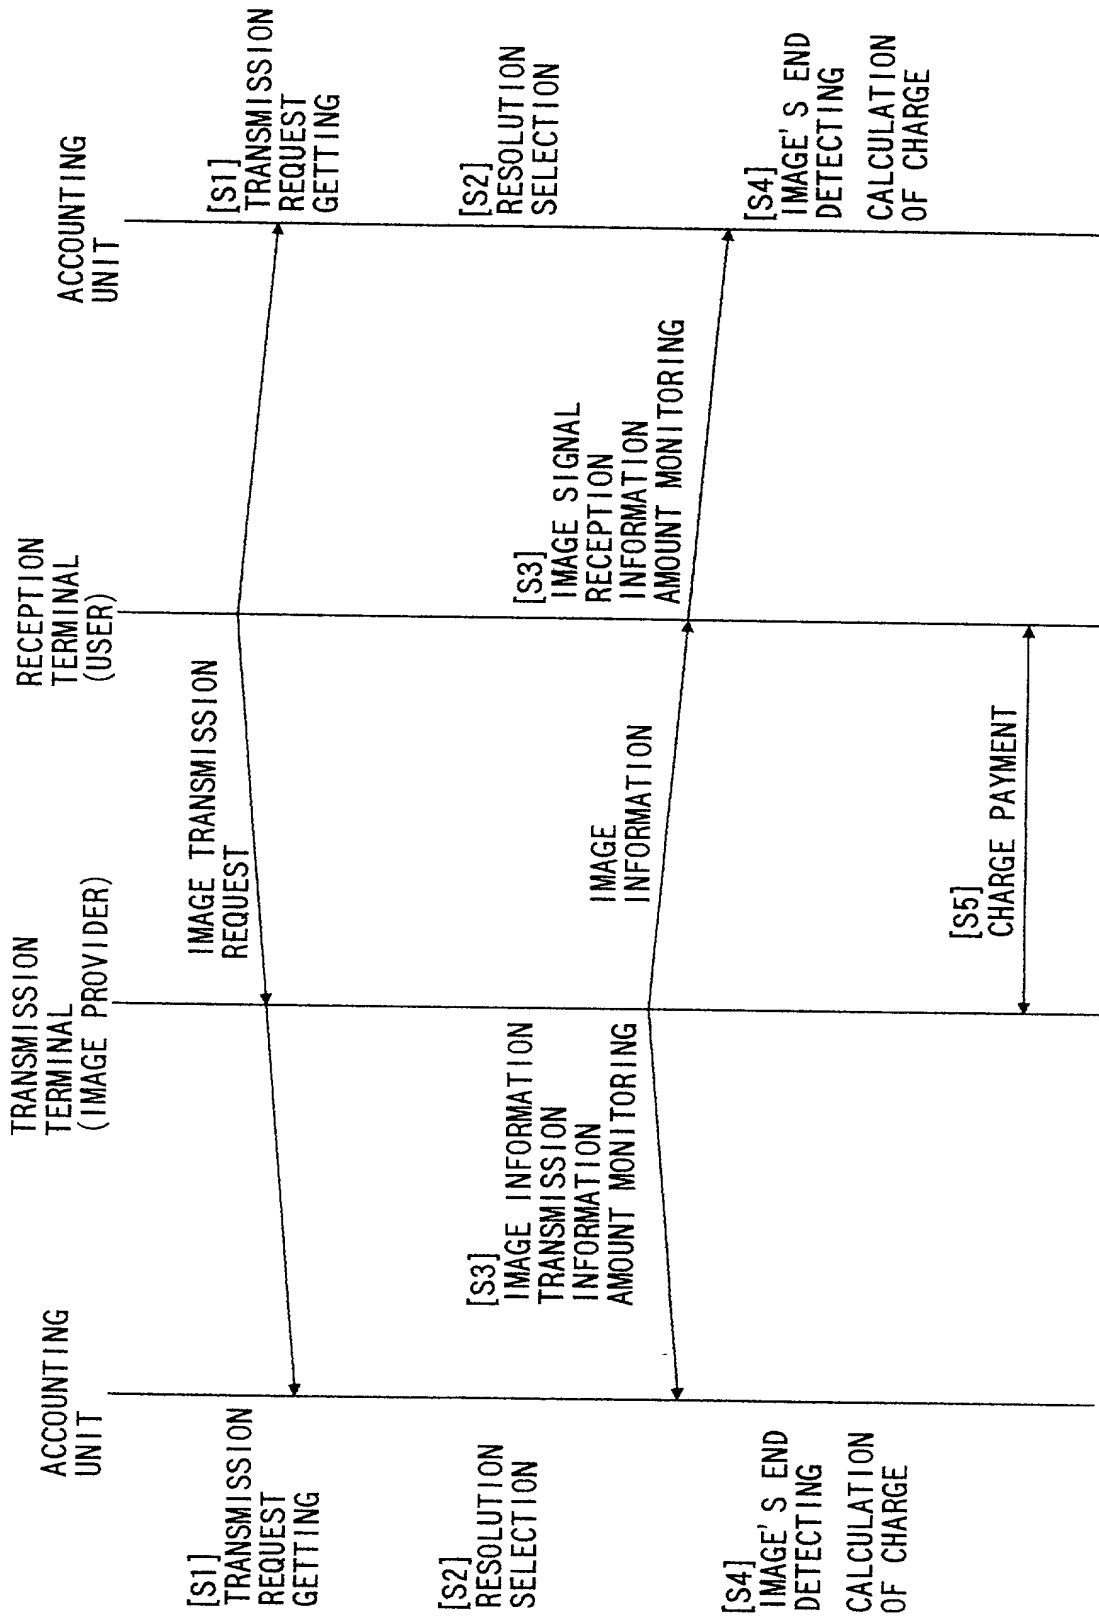 ACCOUNTING
UNIT
TRANSMISSION
TERMINAL
(IMAGE PROVIDER)
RECEPTION
TERMINAL
(USER)
ACCOUNTING
UNIT
[S1]
TRANSMISSION
REQUEST
GETTING
IMAGE TRANSMISSION
REQUEST
[S1]
TRANSMISSION
REQUEST
GETTING
[S2]
RESOLUTION
SELECTION
[S2]
RESOLUTION
SELECTION
[S3]
IMAGE INFORMATION
TRANSMISSION
INFORMATION
AMOUNT MONITORING
IMAGE
INFORMATION
[S3]
IMAGE SIGNAL
RECEPTION
INFORMATION
AMOUNT MONITORING
[S4]
IMAGE'S END
DETECTING
CALCULATION
OF CHARGE
[S4]
IMAGE'S END
DETECTING
CALCULATION
OF CHARGE
[S5]
CHARGE PAYMENT